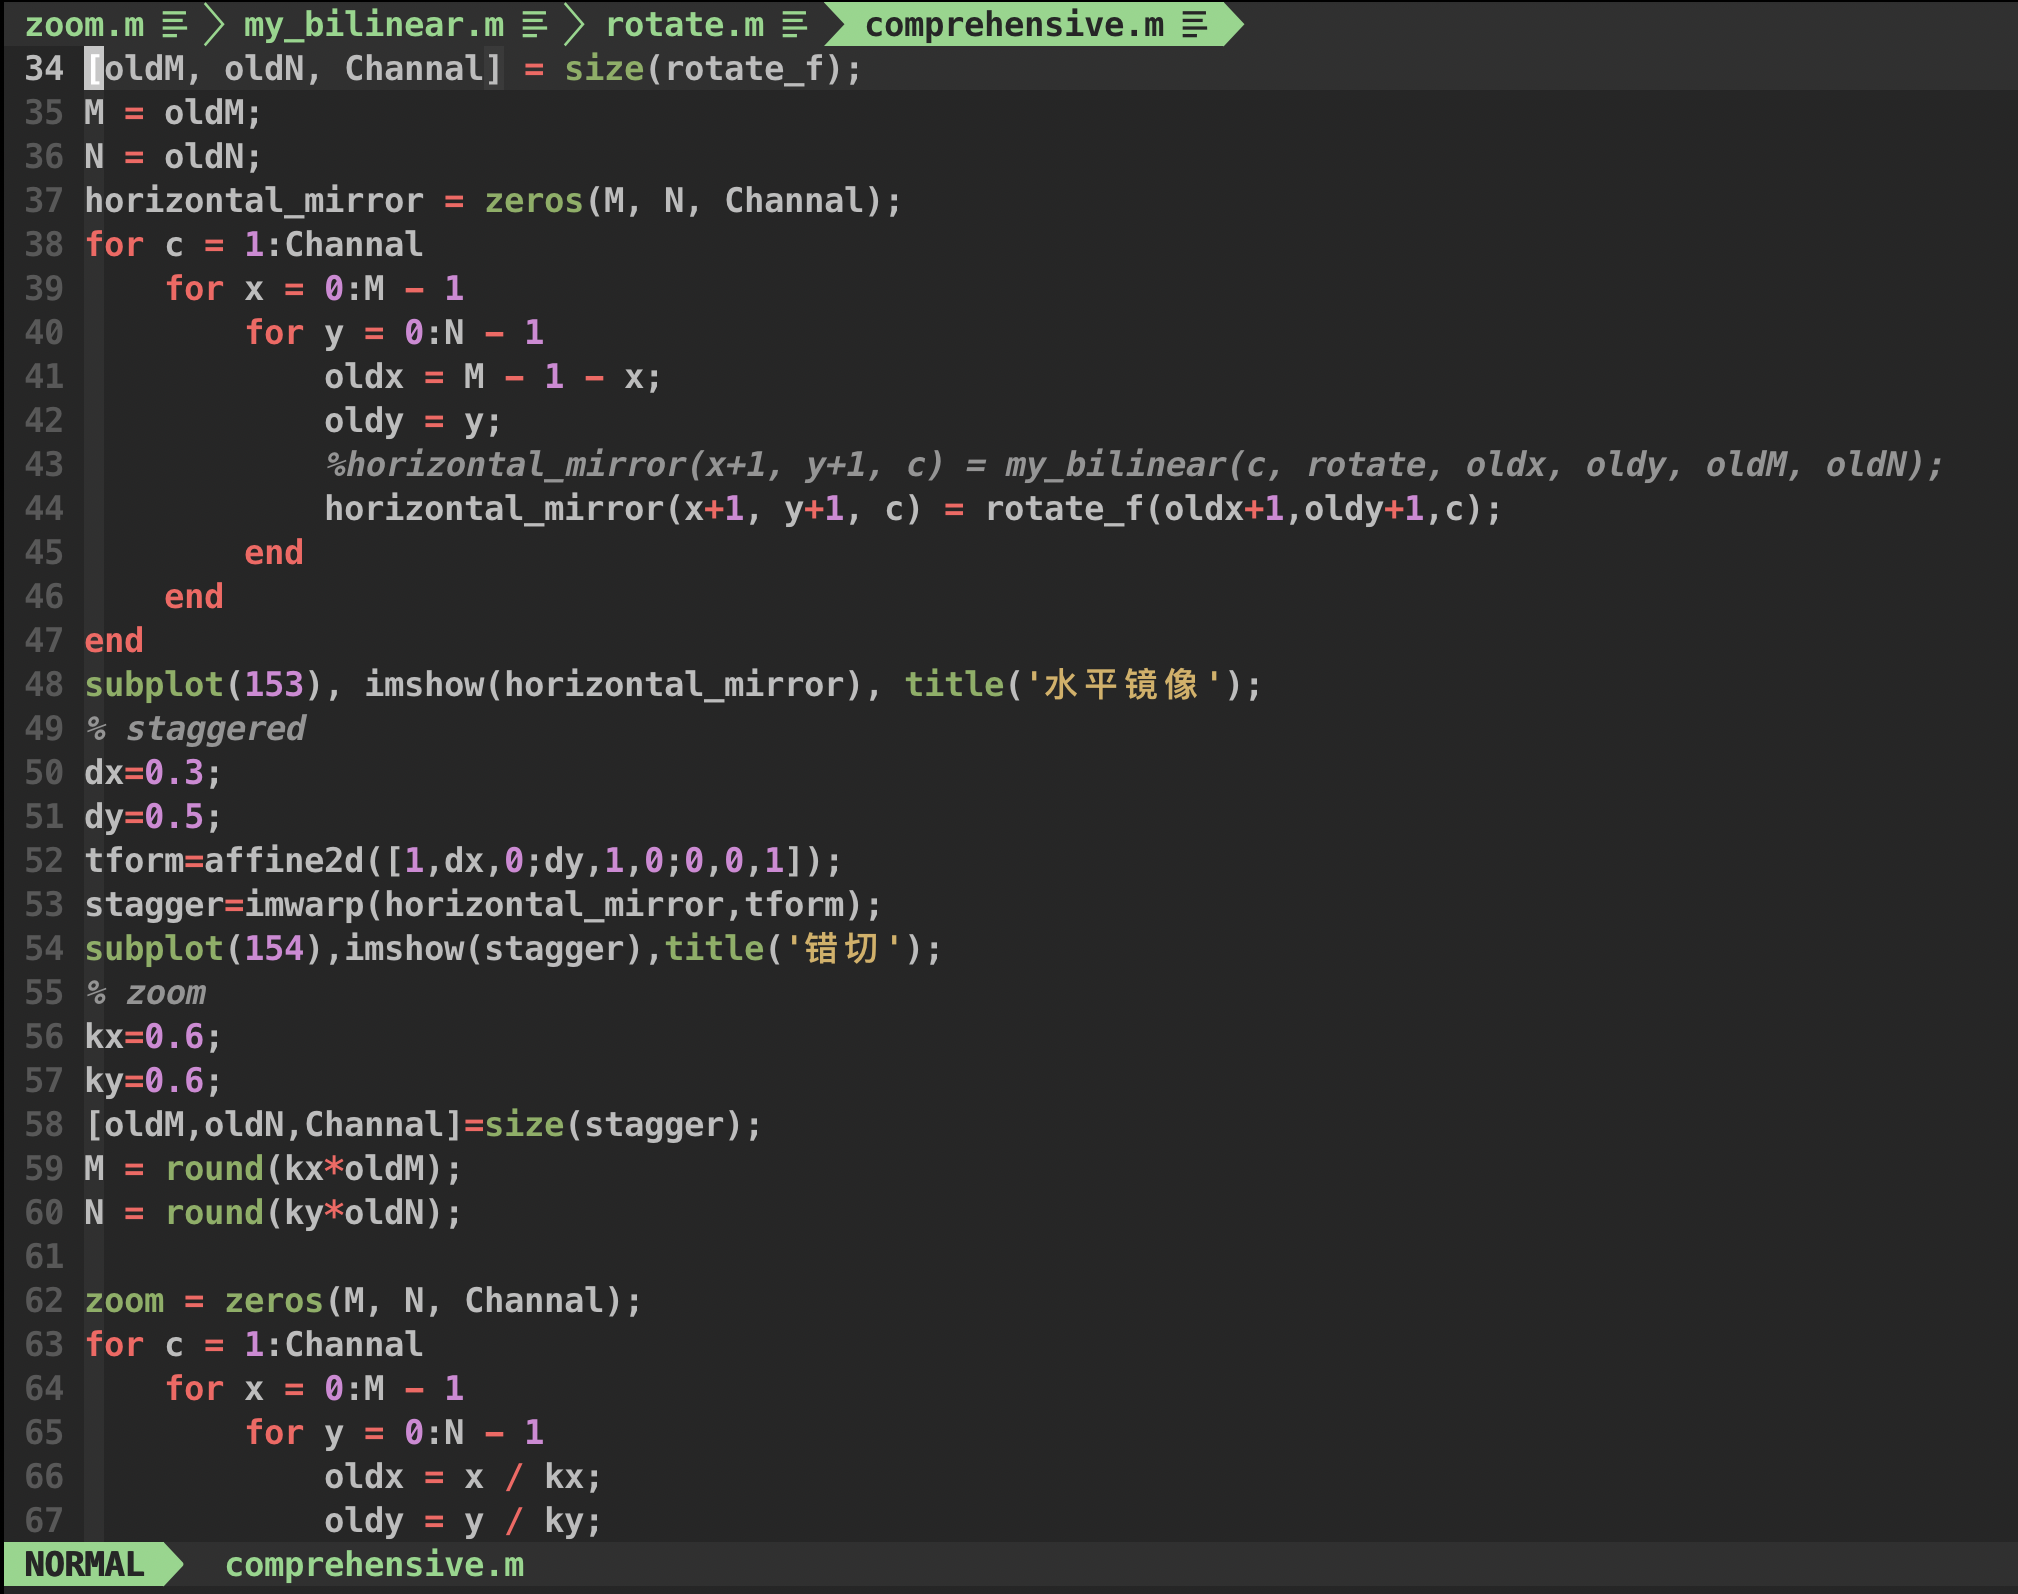 zoom.m my_bilinear.m rotate.m comprehensive.m
34 [oldM, oldN, Channal] = size(rotate_f);
35 M = oldM;
36 N = oldN;
37 horizontal_mirror = zeros(M, N, Channal);
38 for c = 1:Channal
39     for x = 0:M - 1
40         for y = 0:N - 1
41             oldx = M - 1 - x;
42             oldy = y;
43             %horizontal_mirror(x+1, y+1, c) = my_bilinear(c, rotate, oldx, oldy, oldM, oldN);
44             horizontal_mirror(x+1, y+1, c) = rotate_f(oldx+1,oldy+1,c);
45         end
46     end
47 end
48 subplot(153), imshow(horizontal_mirror), title('水平镜像');
49 % staggered
50 dx=0.3;
51 dy=0.5;
52 tform=affine2d([1,dx,0;dy,1,0;0,0,1]);
53 stagger=imwarp(horizontal_mirror,tform);
54 subplot(154),imshow(stagger),title('错切');
55 % zoom
56 kx=0.6;
57 ky=0.6;
58 [oldM,oldN,Channal]=size(stagger);
59 M = round(kx*oldM);
60 N = round(ky*oldN);
61
62 zoom = zeros(M, N, Channal);
63 for c = 1:Channal
64     for x = 0:M - 1
65         for y = 0:N - 1
66             oldx = x / kx;
67             oldy = y / ky;
NORMAL comprehensive.m